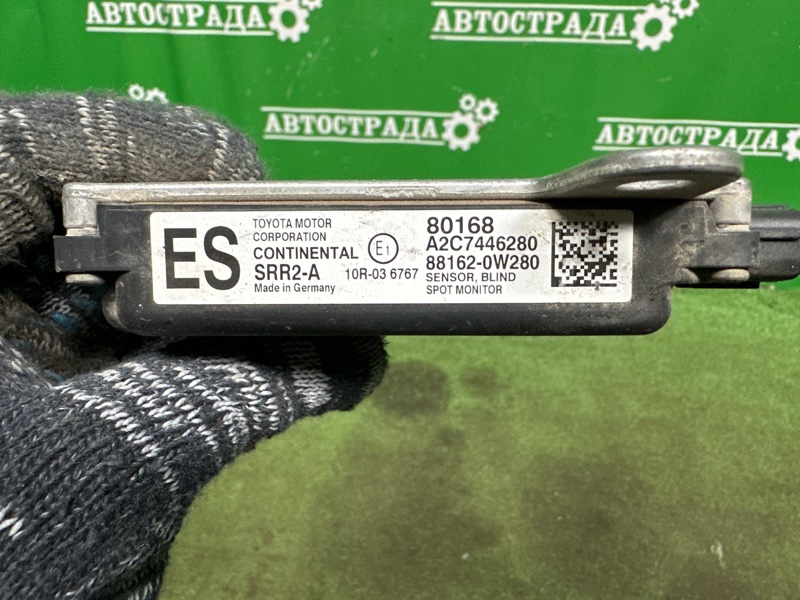 АВТОСТРАДА
АВТОСТРАДА
АВТОСТРАДА
АВТОСТРАДА
ES
TOYOTA MOTOR
CORPORATION
CONTINENTAL
SRR2-A
Made in Germany
E1
10R-03 6767
80168
A2C7446280
88162-0W280
SENSOR, BLIND
SPOT MONITOR